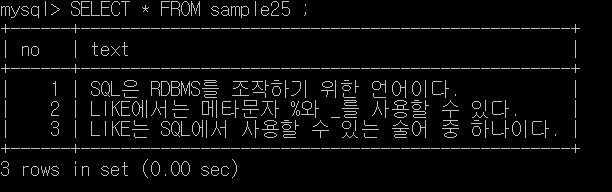 mysql> SELECT * FROM sample25 ;
+------+---------------------------------------------------+
| no | text |
+------+---------------------------------------------------+
| 1 | SQL은 RDBMS를 조작하기 위한 언어이다. |
| 2 | LIKE에서는 메타문자 %와 _를 사용할 수 있다. |
| 3 | LIKE는 SQL에서 사용할 수 있는 술어 중 하나이다. |
+------+---------------------------------------------------+
3 rows in set (0.00 sec)